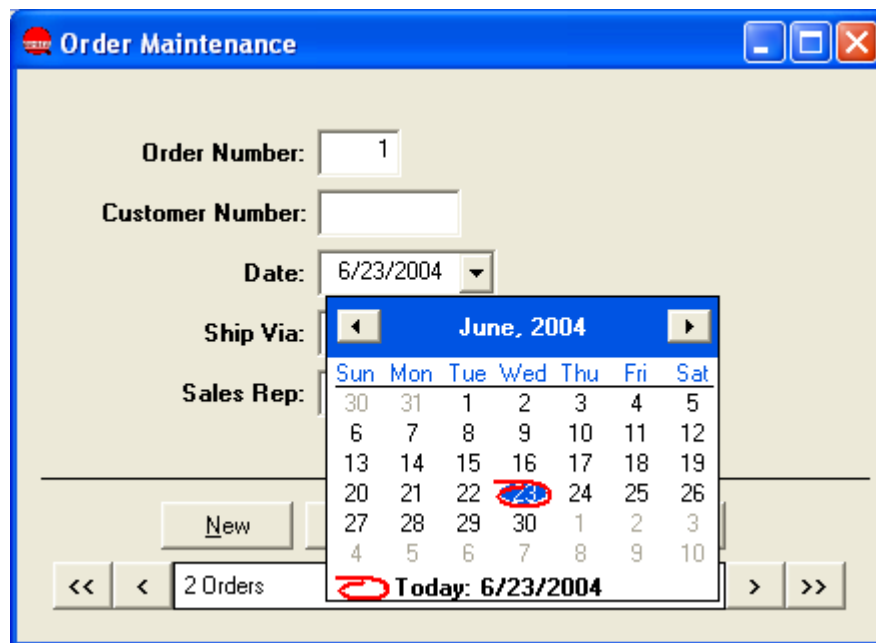 Order Maintenance
Order Number: 1
Customer Number:
Date: 6/23/2004
Ship Via:
June, 2004
Sales Rep:
Sun Mon Tue Wed Thu Fri Sat
30 31 1 2 3 4 5
6 7 8 9 10 11 12
13 14 15 16 17 18 19
20 21 22 23 24 25 26
27 28 29 30 1 2 3
4 5 6 7 8 9 10
Today: 6/23/2004
New
<< < 2 Orders > >>